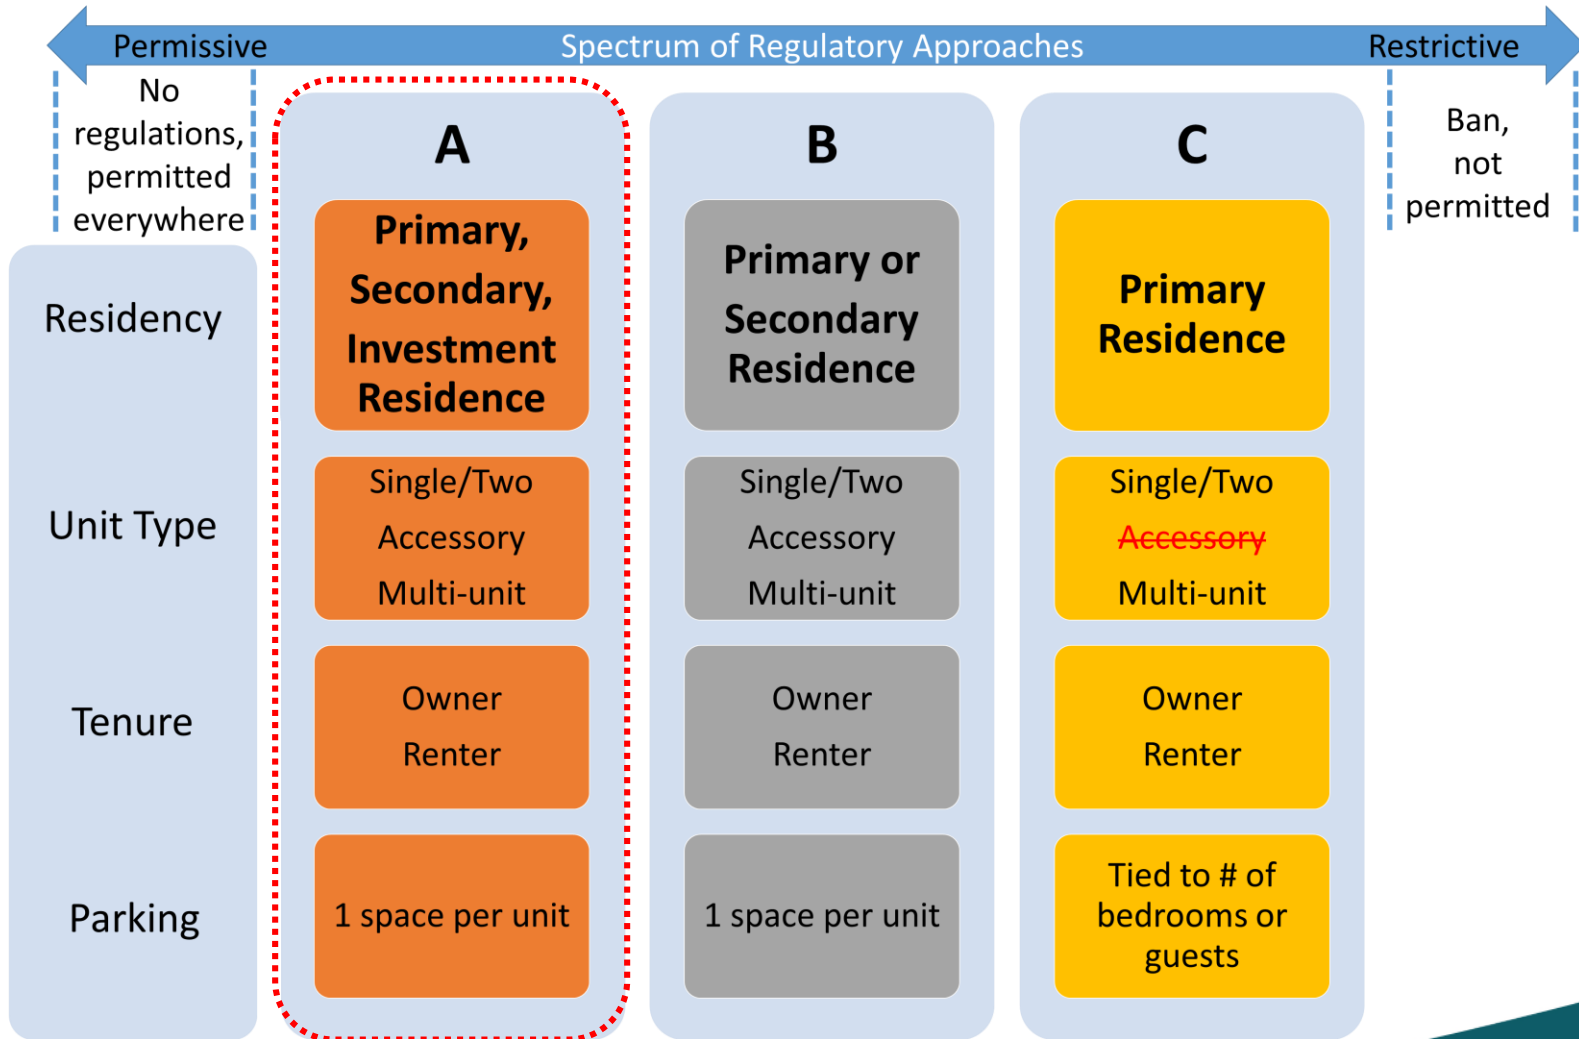 Permissive
Spectrum of Regulatory Approaches
Restrictive
No
regulations,
permitted
everywhere
Ban,
not
permitted
A
B
C
Residency
Primary,
Secondary,
Investment
Residence
Primary or
Secondary
Residence
Primary
Residence
Unit Type
Single/Two
Accessory
Multi-unit
Single/Two
Accessory
Multi-unit
Single/Two
Accessory
Multi-unit
Tenure
Owner
Renter
Owner
Renter
Owner
Renter
Parking
1 space per unit
1 space per unit
Tied to # of
bedrooms or
guests